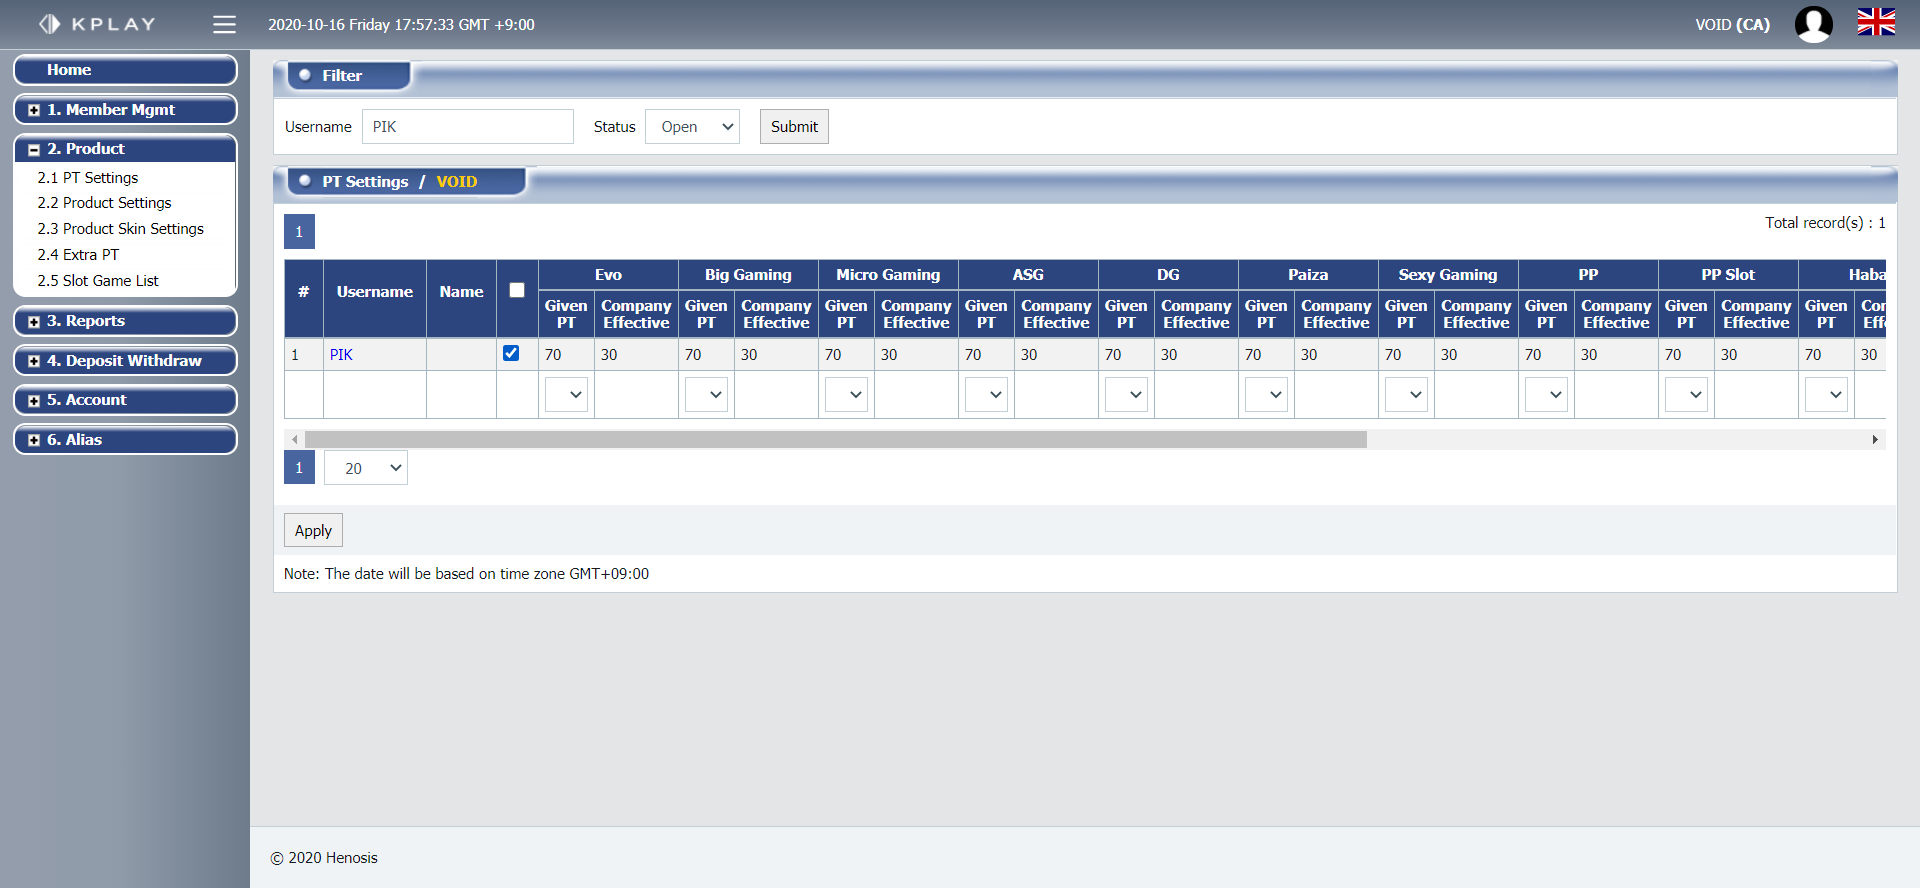 KPLAY
2020-10-16 Friday 17:57:33 GMT +9:00
VOID (CA)
Home
1. Member Mgmt
2. Product
2.1 PT Settings
2.2 Product Settings
2.3 Product Skin Settings
2.4 Extra PT
2.5 Slot Game List
3. Reports
4. Deposit Withdraw
5. Account
6. Alias
Filter
Username PIK Status Open Submit
PT Settings / VOID
1
Total record(s) : 1
# Username Name Evo Big Gaming Micro Gaming ASG DG Paiza Sexy Gaming PP PP Slot Haba
Given PT Company Effective Given PT Company Effective Given PT Company Effective Given PT Company Effective Given PT Company Effective Given PT Company Effective Given PT Company Effective Given PT Company Effective Given PT Company Effective Given PT
1 PIK 70 30 70 30 70 30 70 30 70 30 70 30 70 30 70 30 70 30 70 30
1 20
Apply
Note: The date will be based on time zone GMT+09:00
© 2020 Henosis